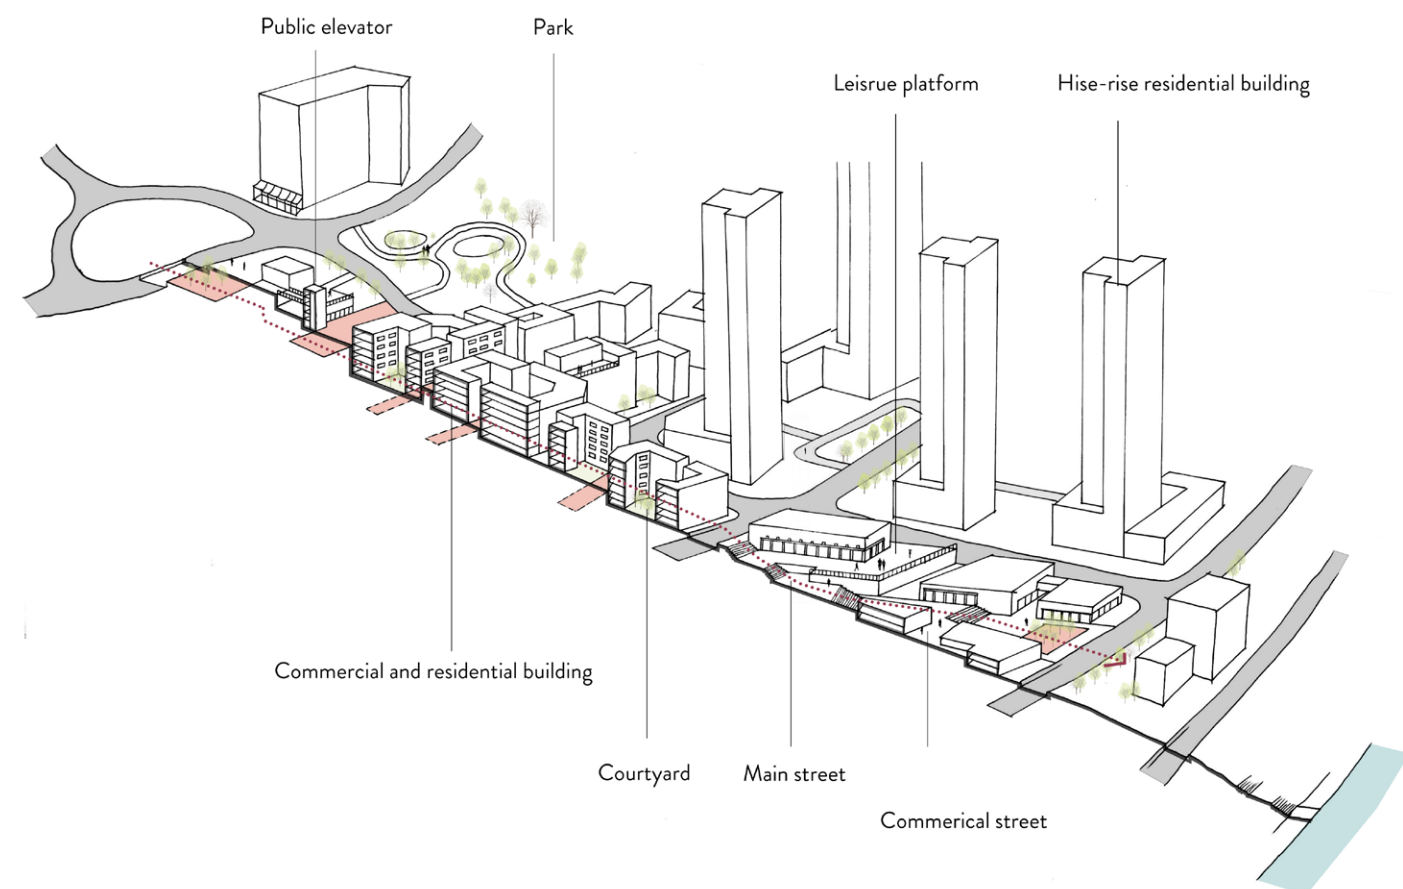 Public elevator
Park
Leisrue platform
Hise-rise residential building
Commercial and residential building
Courtyard
Main street
Commerical street